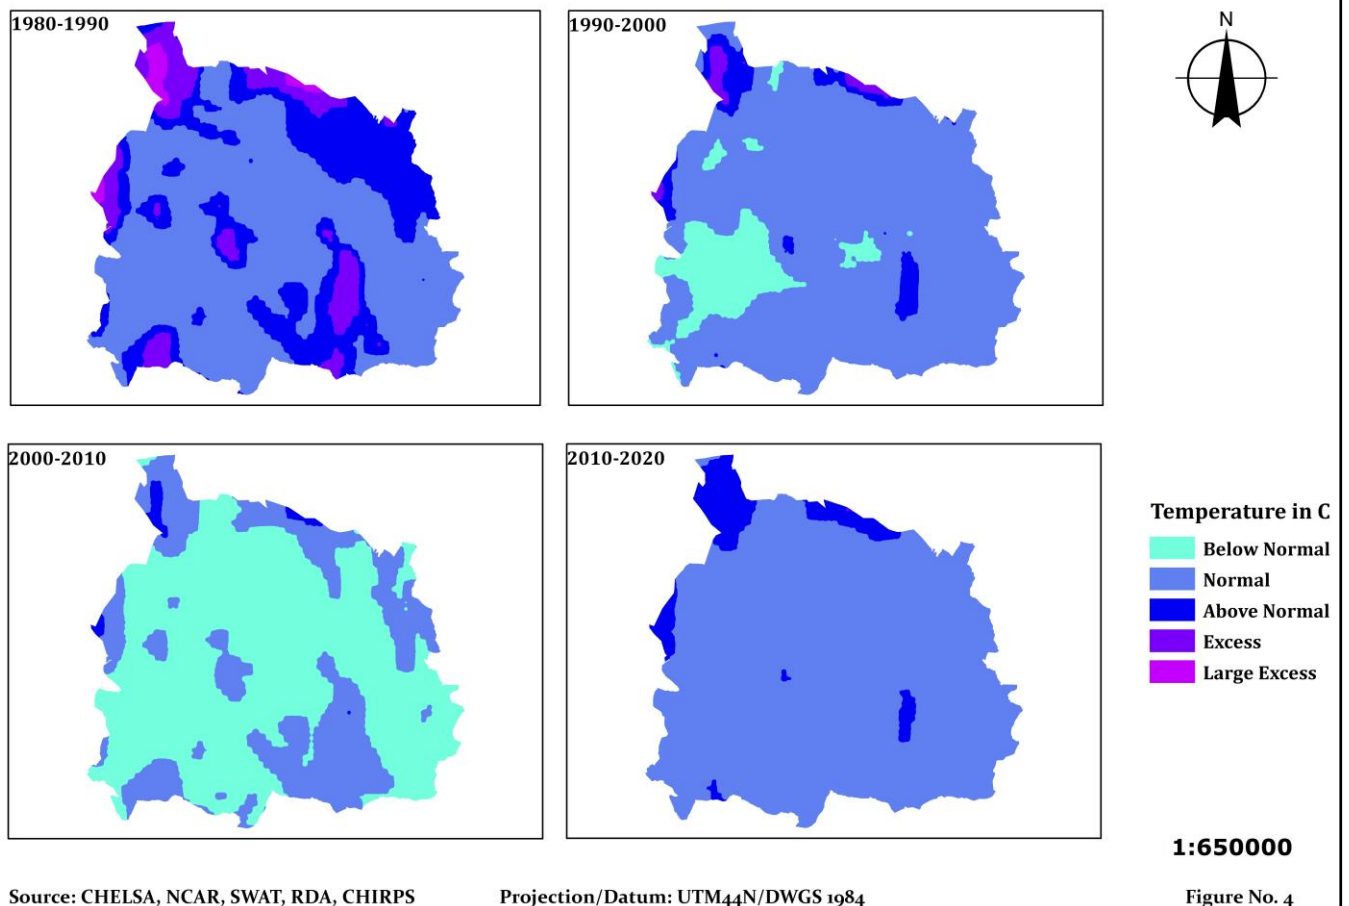 1980-1990
1990-2000
N
2000-2010
2010-2020
Temperature in C
Below Normal
Normal
Above Normal
Excess
Large Excess
1:650000
Source: CHELSA, NCAR, SWAT, RDA, CHIRPS
Projection/Datum: UTM44N/DWGS 1984
Figure No. 4